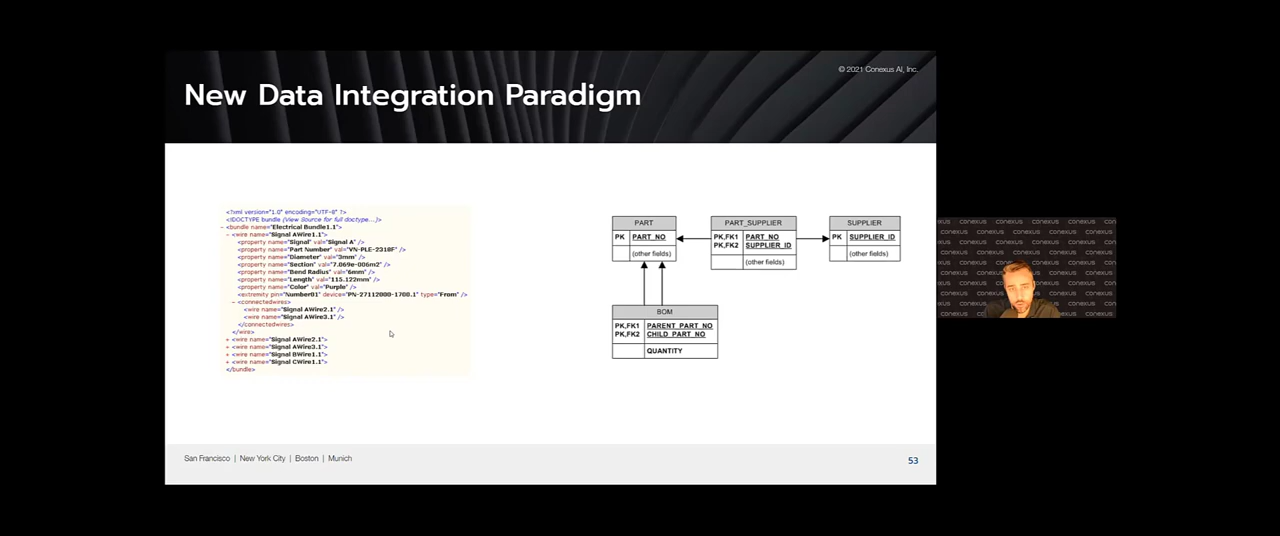 © 2021 Conexus AI, Inc.
New Data Integration Paradigm
<?xml version="1.0" encoding="UTF-8" ?>
<!DOCTYPE bundle (View Source for full doctype...)>
- <bundle name="Electrical Bundle1.1">
- <wire name="Signal AWire1.1">
<property name="Signal" val="Signal A" />
<property name="Part Number" val="VN-PLE-2318F" />
<property name="Diameter" val="3mm" />
<property name="Section" val="7.069e-006m2" />
<property name="Bend Radius" val="6mm" />
<property name="Length" val="115.122mm" />
<property name="Color" val="Purple" />
<extremity pin="Number01" device="PN-27112000-1700.1" type="From" />
- <connectedwires>
<wire name="Signal AWire2.1" />
<wire name="Signal AWire3.1" />
</connectedwires>
</wire>
+ <wire name="Signal AWire2.1">
+ <wire name="Signal AWire3.1">
+ <wire name="Signal BWire1.1">
+ <wire name="Signal CWire1.1">
</bundle>
PART
PK PART_NO
(other fields)
PART_SUPPLIER
PK,FK1 PART_NO
PK,FK2 SUPPLIER_ID
(other fields)
SUPPLIER
PK SUPPLIER_ID
(other fields)
BOM
PK,FK1 PARENT_PART_NO
PK,FK2 CHILD_PART_NO
QUANTITY
San Francisco | New York City | Boston | Munich
53